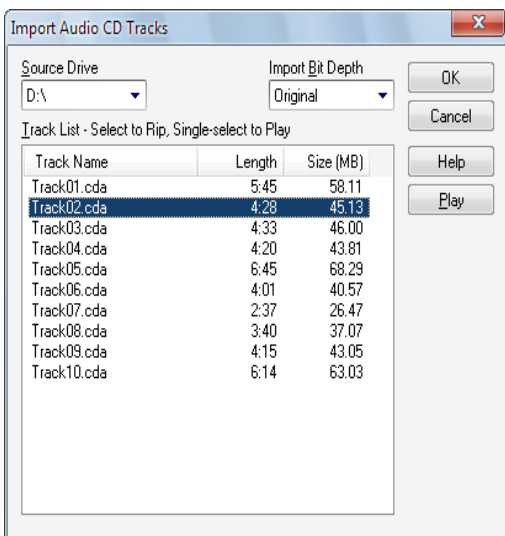 Import Audio CD Tracks
X
Source Drive
Import Bit Depth
D:\
Original
OK
Cancel
Track List - Select to Rip, Single-select to Play
Track Name Length Size (MB)
Help
Play
Track01.cda 5:45 58.11
Track02.cda 4:28 45.13
Track03.cda 4:33 46.00
Track04.cda 4:20 43.81
Track05.cda 6:45 68.29
Track06.cda 4:01 40.57
Track07.cda 2:37 26.47
Track08.cda 3:40 37.07
Track09.cda 4:15 43.05
Track10.cda 6:14 63.03